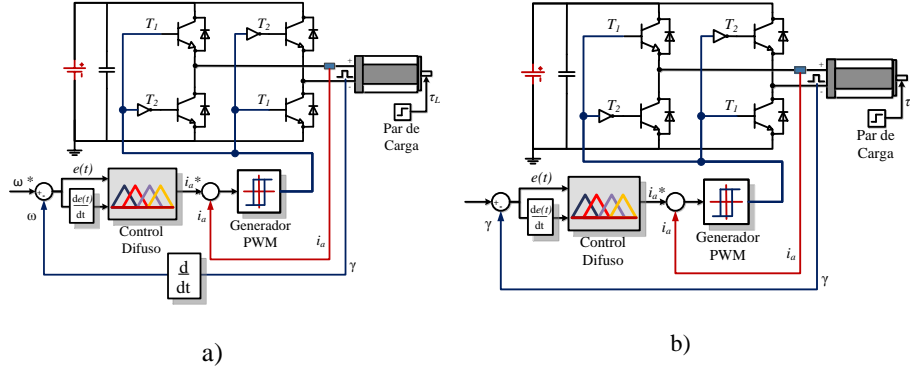 T1
T2
T2
T1
+
-
τL
Par de
Carga
ω*
+
-
ω
e(t)
de(t)
dt
Control
Difuso
ia*
ia
Generador
PWM
ia
γ
d
dt
a)
T1
T2
T2
T1
+
-
τ
Par de
Carga
+
-
γ
e(t)
de(t)
dt
Control
Difuso
ia*
ia
Generador
PWM
ia
γ
b)